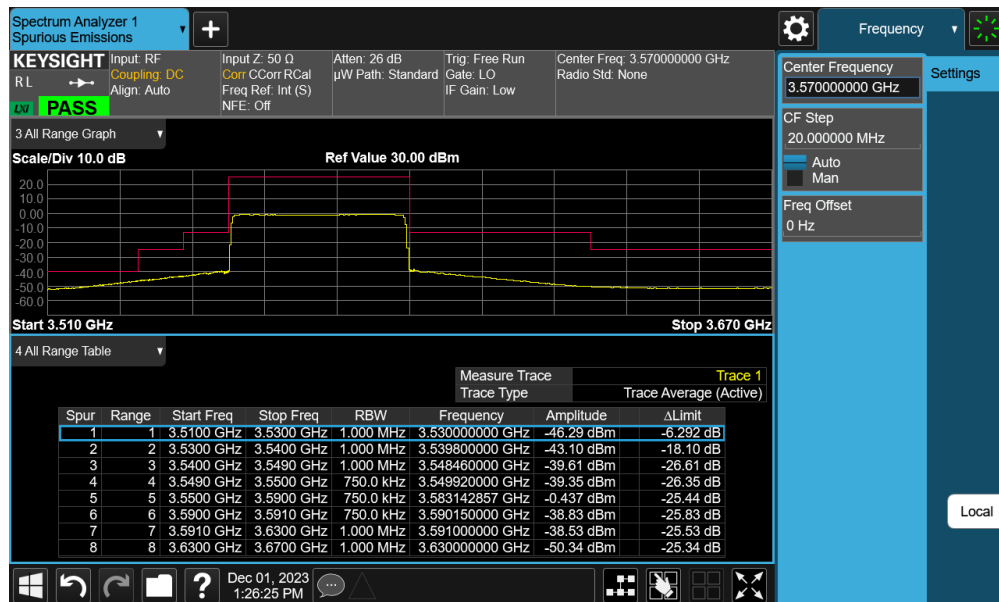 Spectrum Analyzer 1
Spurious Emissions
+
Frequency
KEYSIGHT Input: RF Input Z: 50 Ω Atten: 26 dB Trig: Free Run Center Freq: 3.570000000 GHz
R L Coupling: DC Corr CCorr RCal µW Path: Standard Gate: LO Radio Std: None
Align: Auto Freq Ref: Int (S) IF Gain: Low
LXI PASS NFE: Off
Center Frequency
3.570000000 GHz
Settings
CF Step
20.000000 MHz
Auto
Man
Freq Offset
0 Hz
Local
3 All Range Graph
Scale/Div 10.0 dB Ref Value 30.00 dBm
20.0
10.0
0.00
-10.0
-20.0
-30.0
-40.0
-50.0
-60.0
Start 3.510 GHz Stop 3.670 GHz
4 All Range Table
Measure Trace Trace 1
Trace Type Trace Average (Active)
Spur Range Start Freq Stop Freq RBW Frequency Amplitude ΔLimit
1 1 3.5100 GHz 3.5300 GHz 1.000 MHz 3.530000000 GHz -46.29 dBm -6.292 dB
2 2 3.5300 GHz 3.5400 GHz 1.000 MHz 3.539800000 GHz -43.10 dBm -18.10 dB
3 3 3.5400 GHz 3.5490 GHz 1.000 MHz 3.548460000 GHz -39.61 dBm -26.61 dB
4 4 3.5490 GHz 3.5500 GHz 750.0 kHz 3.549920000 GHz -39.35 dBm -26.35 dB
5 5 3.5500 GHz 3.5900 GHz 750.0 kHz 3.583142857 GHz -0.437 dBm -25.44 dB
6 6 3.5900 GHz 3.5910 GHz 750.0 kHz 3.590150000 GHz -38.83 dBm -25.83 dB
7 7 3.5910 GHz 3.6300 GHz 1.000 MHz 3.591000000 GHz -38.53 dBm -25.53 dB
8 8 3.6300 GHz 3.6700 GHz 1.000 MHz 3.630000000 GHz -50.34 dBm -25.34 dB
? Dec 01, 2023
1:26:25 PM